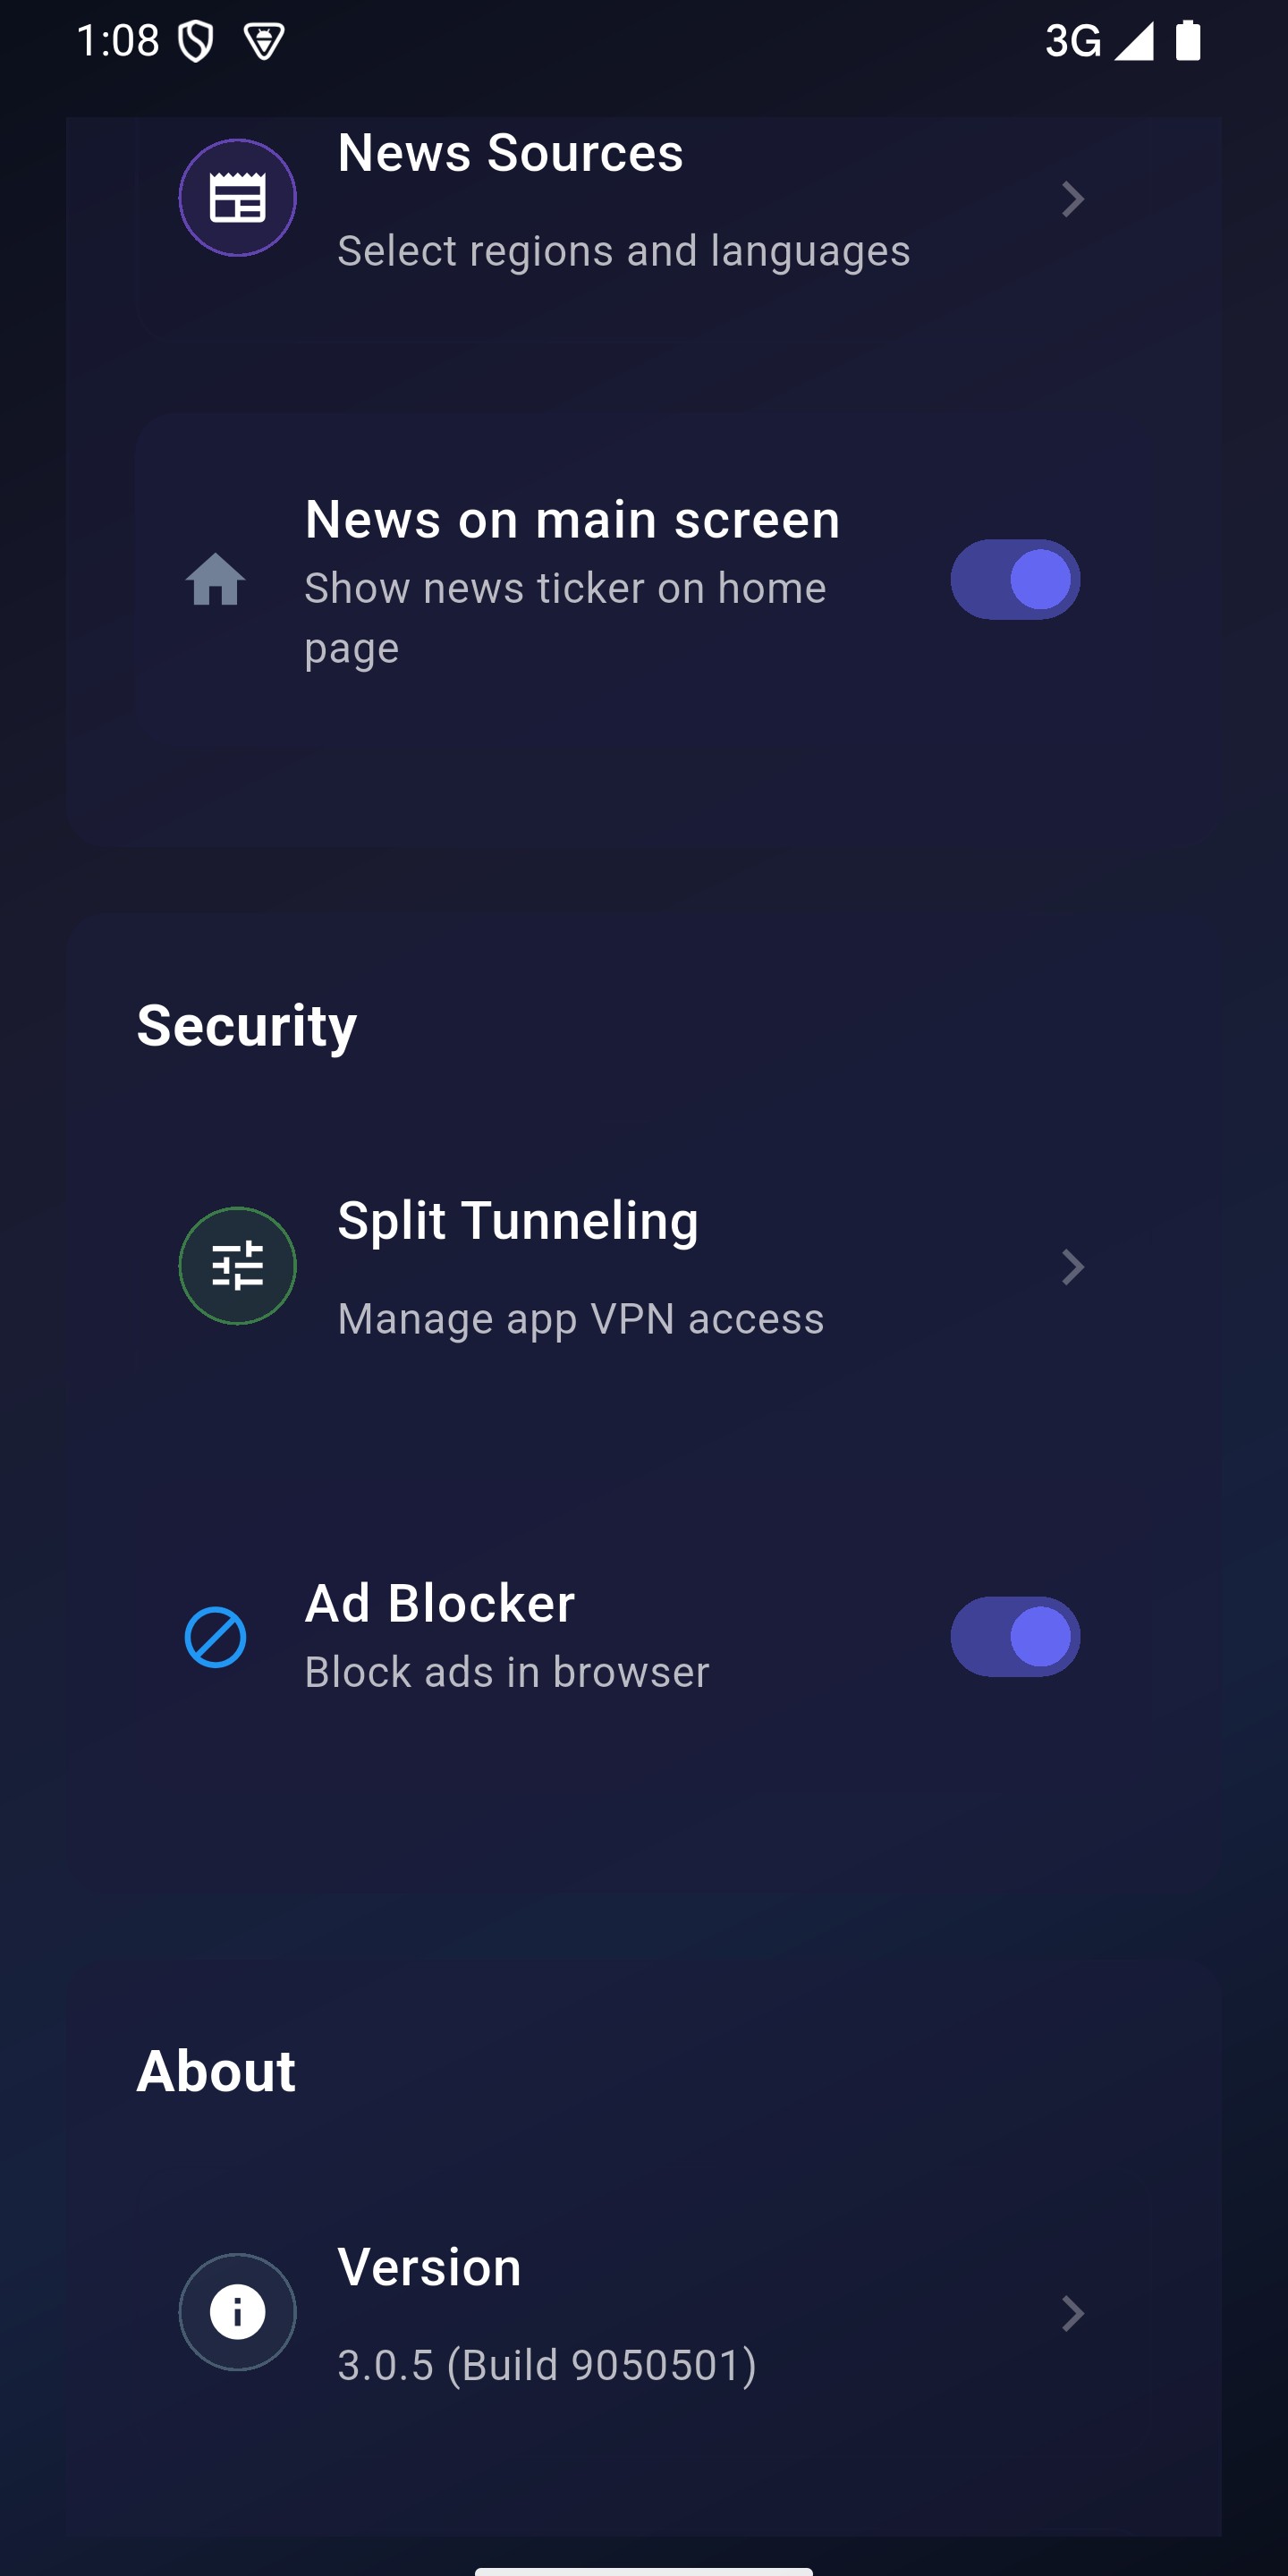 1:08
3G
News Sources
Select regions and languages
News on main screen
Show news ticker on home
page
Security
Split Tunneling
Manage app VPN access
Ad Blocker
Block ads in browser
About
Version
3.0.5 (Build 9050501)